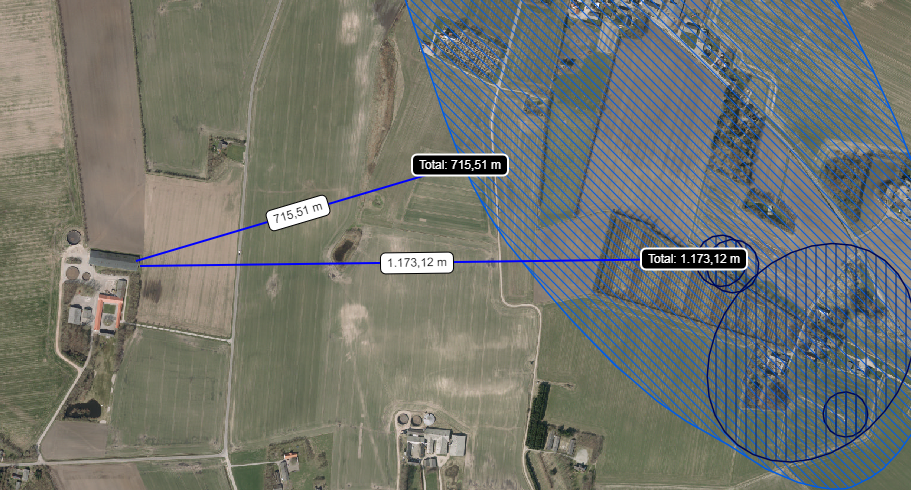 Total: 715,51 m
715,51 m
1.173,12 m
Total: 1.173,12 m